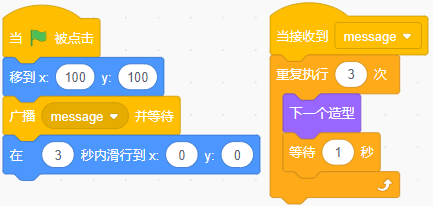 当 被点击
移到 x: 100 y: 100
广播 message 并等待
在 3 秒内滑行到 x: 0 y: 0
当接收到 message
重复执行 3 次
下一个造型
等待 1 秒